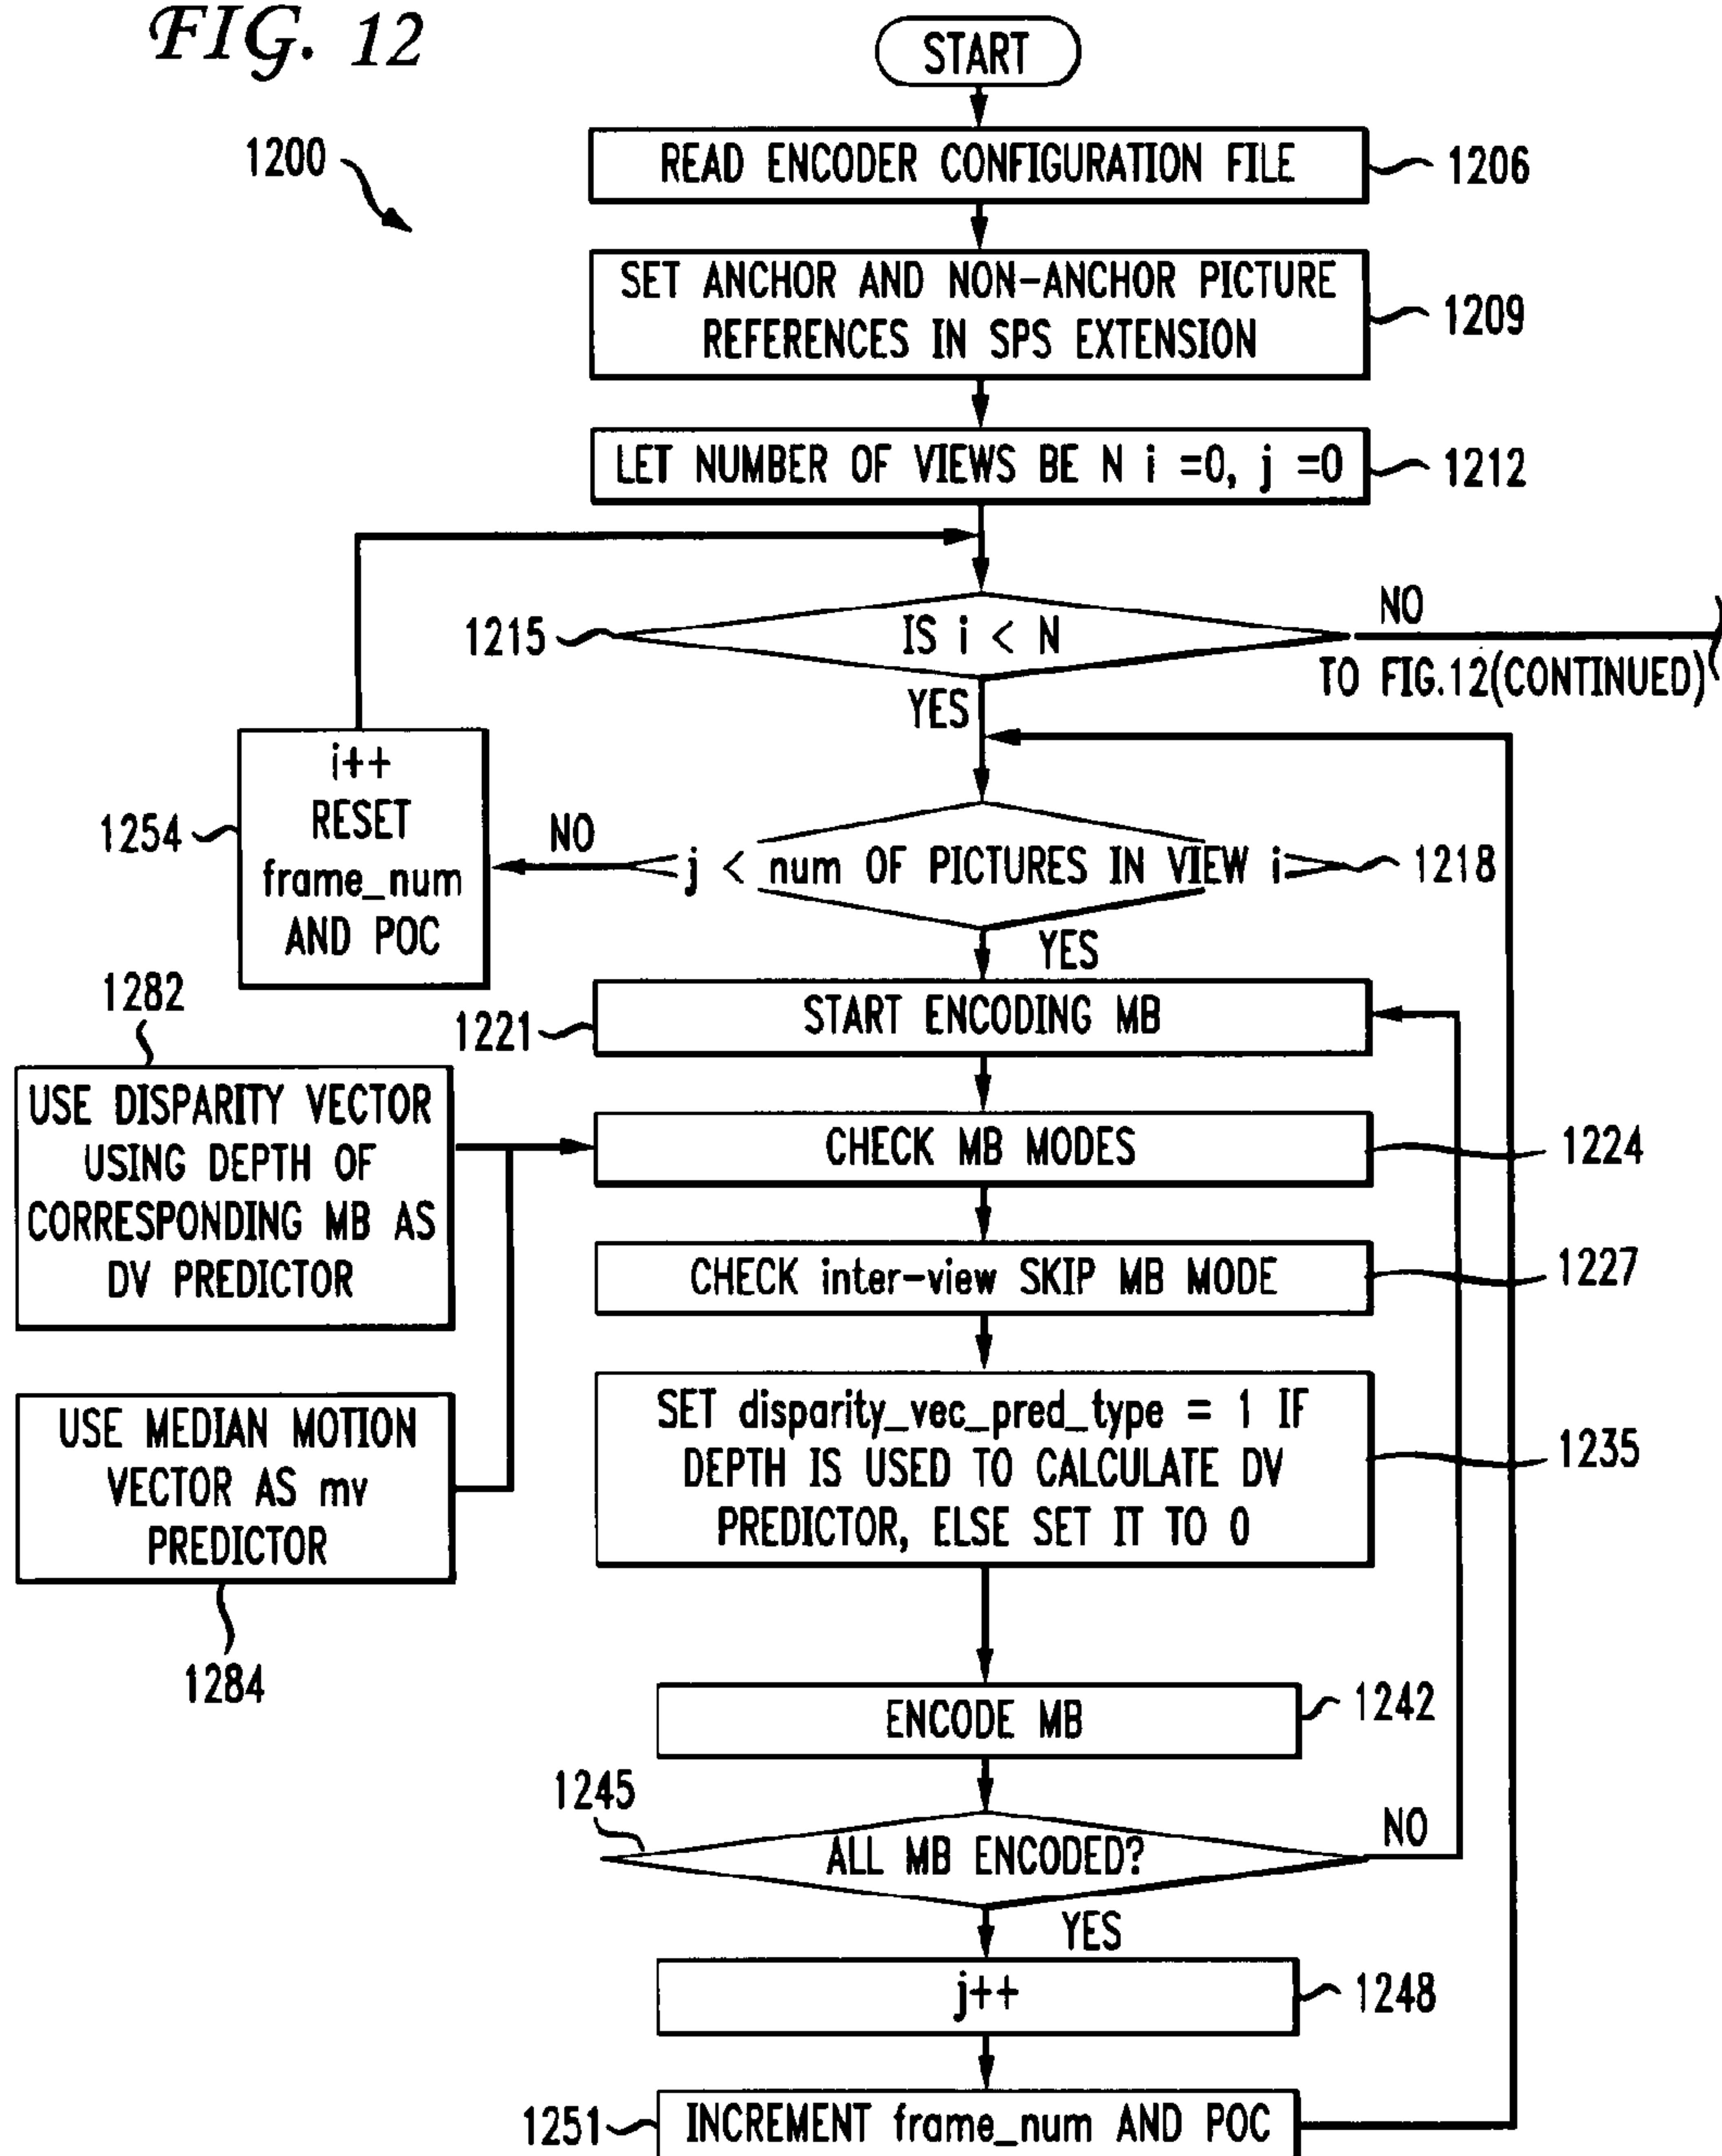 FIG. 12
START
1200
READ ENCODER CONFIGURATION FILE
1206
SET ANCHOR AND NON-ANCHOR PICTURE
REFERENCES IN SPS EXTENSION
1209
LET NUMBER OF VIEWS BE N i =0, j =0
1212
1215
IS i < N
NO
TO FIG.12(CONTINUED)
YES
1254
i++
RESET
frame_num
AND POC
NO
j < num OF PICTURES IN VIEW i
1218
YES
1221
START ENCODING MB
1282
USE DISPARITY VECTOR
USING DEPTH OF
CORRESPONDING MB AS
DV PREDICTOR
CHECK MB MODES
1224
CHECK inter-view SKIP MB MODE
1227
USE MEDIAN MOTION
VECTOR AS mv
PREDICTOR
1284
SET disparity_vec_pred_type = 1 IF
DEPTH IS USED TO CALCULATE DV
PREDICTOR, ELSE SET IT TO 0
1235
ENCODE MB
1242
1245
ALL MB ENCODED?
NO
YES
j++
1248
1251
INCREMENT frame_num AND POC